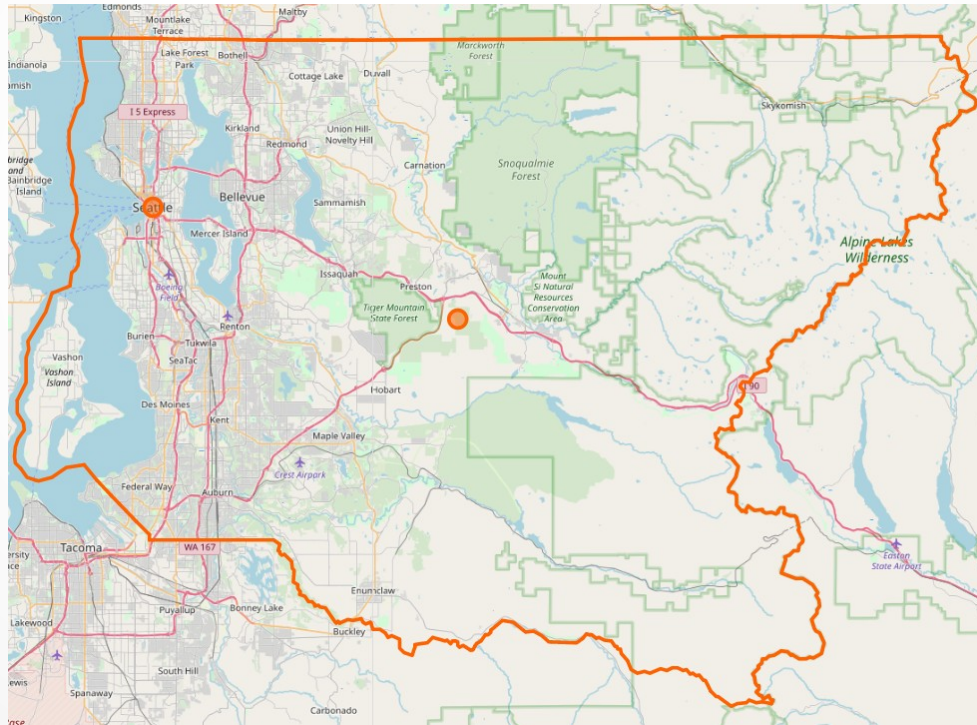 Kingston
Edmonds
Mountlake
Terrace
Maltby
Lake Forest
Park
Bothell
Marckworth
Forest
Indianola
Cottage Lake
Duvall
Skykomish
I 5 Express
Kirkland
Union Hill-
Novelty Hill
Redmond
Carnation
Snoqualmie
Forest
Bainbridge
Island
Bellevue
Sammamish
Seattle
Mercer Island
Alpine Lakes
Wilderness
Issaquah
Preston
Mount
Si Natural
Resources
Conservation
Area
Boeing
Field
Tiger Mountain
State Forest
Renton
Burien
Tukwila
Vashon
Vashon
Island
SeaTac
Hobart
90
Des Moines
Kent
Maple Valley
Crest Airpark
Federal Way
Auburn
Tacoma
WA 167
Easton
State Airport
Enumclaw
Puyallup
Bonney Lake
Lakewood
Buckley
South Hill
Spanaway
Carbonado